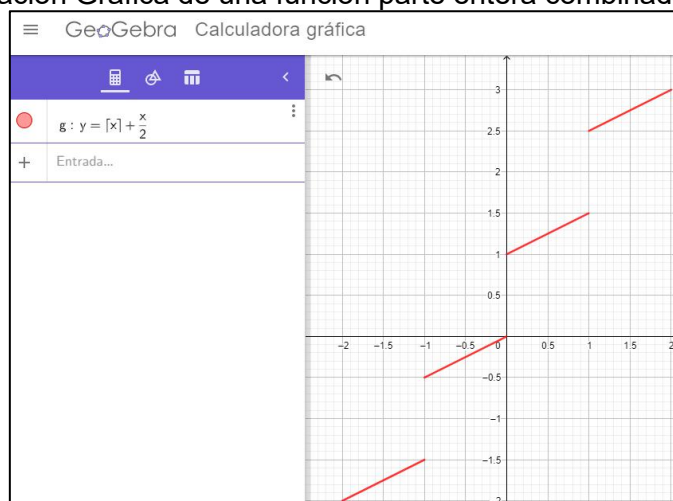 ación Gráfica de una función parte entera combinad
GeoGebra Calculadora gráfica
g : y = ⌈x⌉ + x/2
+ Entrada...
3
2.5
2
1.5
1
0.5
-2 -1.5 -1 -0.5 0 0.5 1 1.5 2
-0.5
-1
-1.5
-2